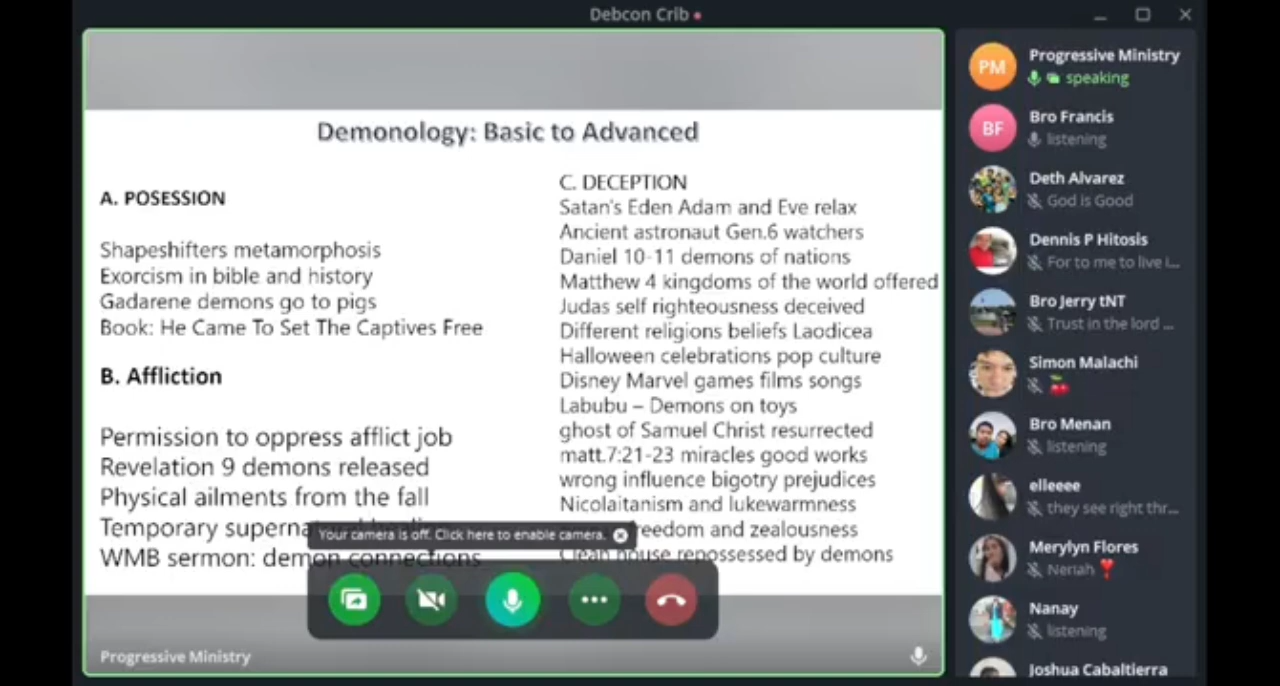 Debcon Crib
Demonology: Basic to Advanced
A. POSESSION
Shapeshifters metamorphosis
Exorcism in bible and history
Gadarene demons go to pigs
Book: He Came To Set The Captives Free
B. Affliction
Permission to oppress afflict job
Revelation 9 demons released
Physical ailments from the fall
Temporary
WMB sermon: demon connections
C. DECEPTION
Satan's Eden Adam and Eve relax
Ancient astronaut Gen.6 watchers
Daniel 10-11 demons of nations
Matthew 4 kingdoms of the world offered
Judas self righteousness deceived
Different religions beliefs Laodicea
Halloween celebrations pop culture
Disney Marvel games films songs
Labubu – Demons on toys
ghost of Samuel Christ resurrected
matt.7:21-23 miracles good works
wrong influence bigotry prejudices
Nicolaitanism and lukewarmness
freedom and zealousness
Clean house repossessed by demons
Your camera is off. Click here to enable camera.
Progressive Ministry
PM
Progressive Ministry
speaking
BF
Bro Francis
listening
Deth Alvarez
God is Good
Dennis P Hitosis
For to me to live i...
Bro Jerry tNT
Trust in the lord ...
Simon Malachi
Bro Menan
listening
elleeee
they see right thr...
Merylyn Flores
Neriah
Nanay
listening
Joshua Cabaltierra